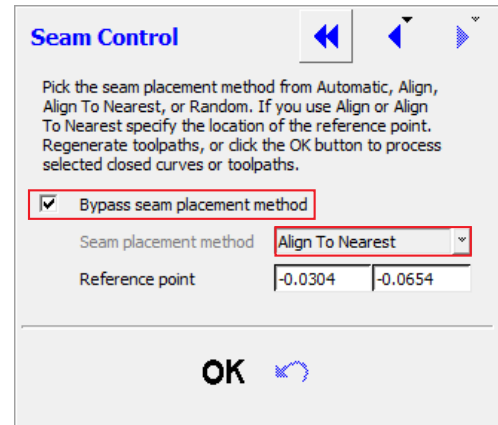 Seam Control
Pick the seam placement method from Automatic, Align,
Align To Nearest, or Random. If you use Align or Align
To Nearest specify the location of the reference point.
Regenerate toolpaths, or click the OK button to process
selected closed curves or toolpaths.
Bypass seam placement method
Seam placement method Align To Nearest
Reference point -0.0304 -0.0654
OK